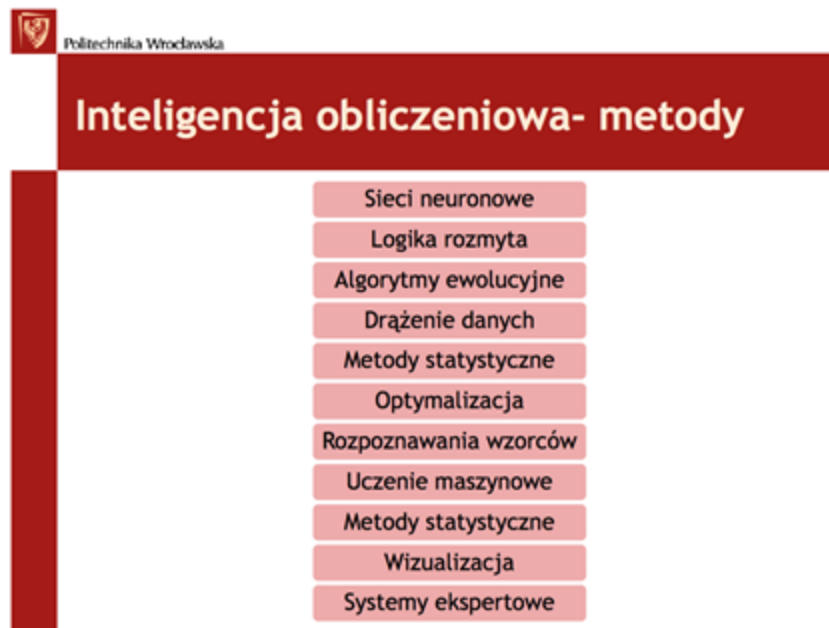 Politechnika Wrocławska
Inteligencja obliczeniowa- metody
Sieci neuronowe
Logika rozmyta
Algorytmy ewolucyjne
Drążenie danych
Metody statystyczne
Optymalizacja
Rozpoznawania wzorców
Uczenie maszynowe
Metody statystyczne
Wizualizacja
Systemy ekspertowe